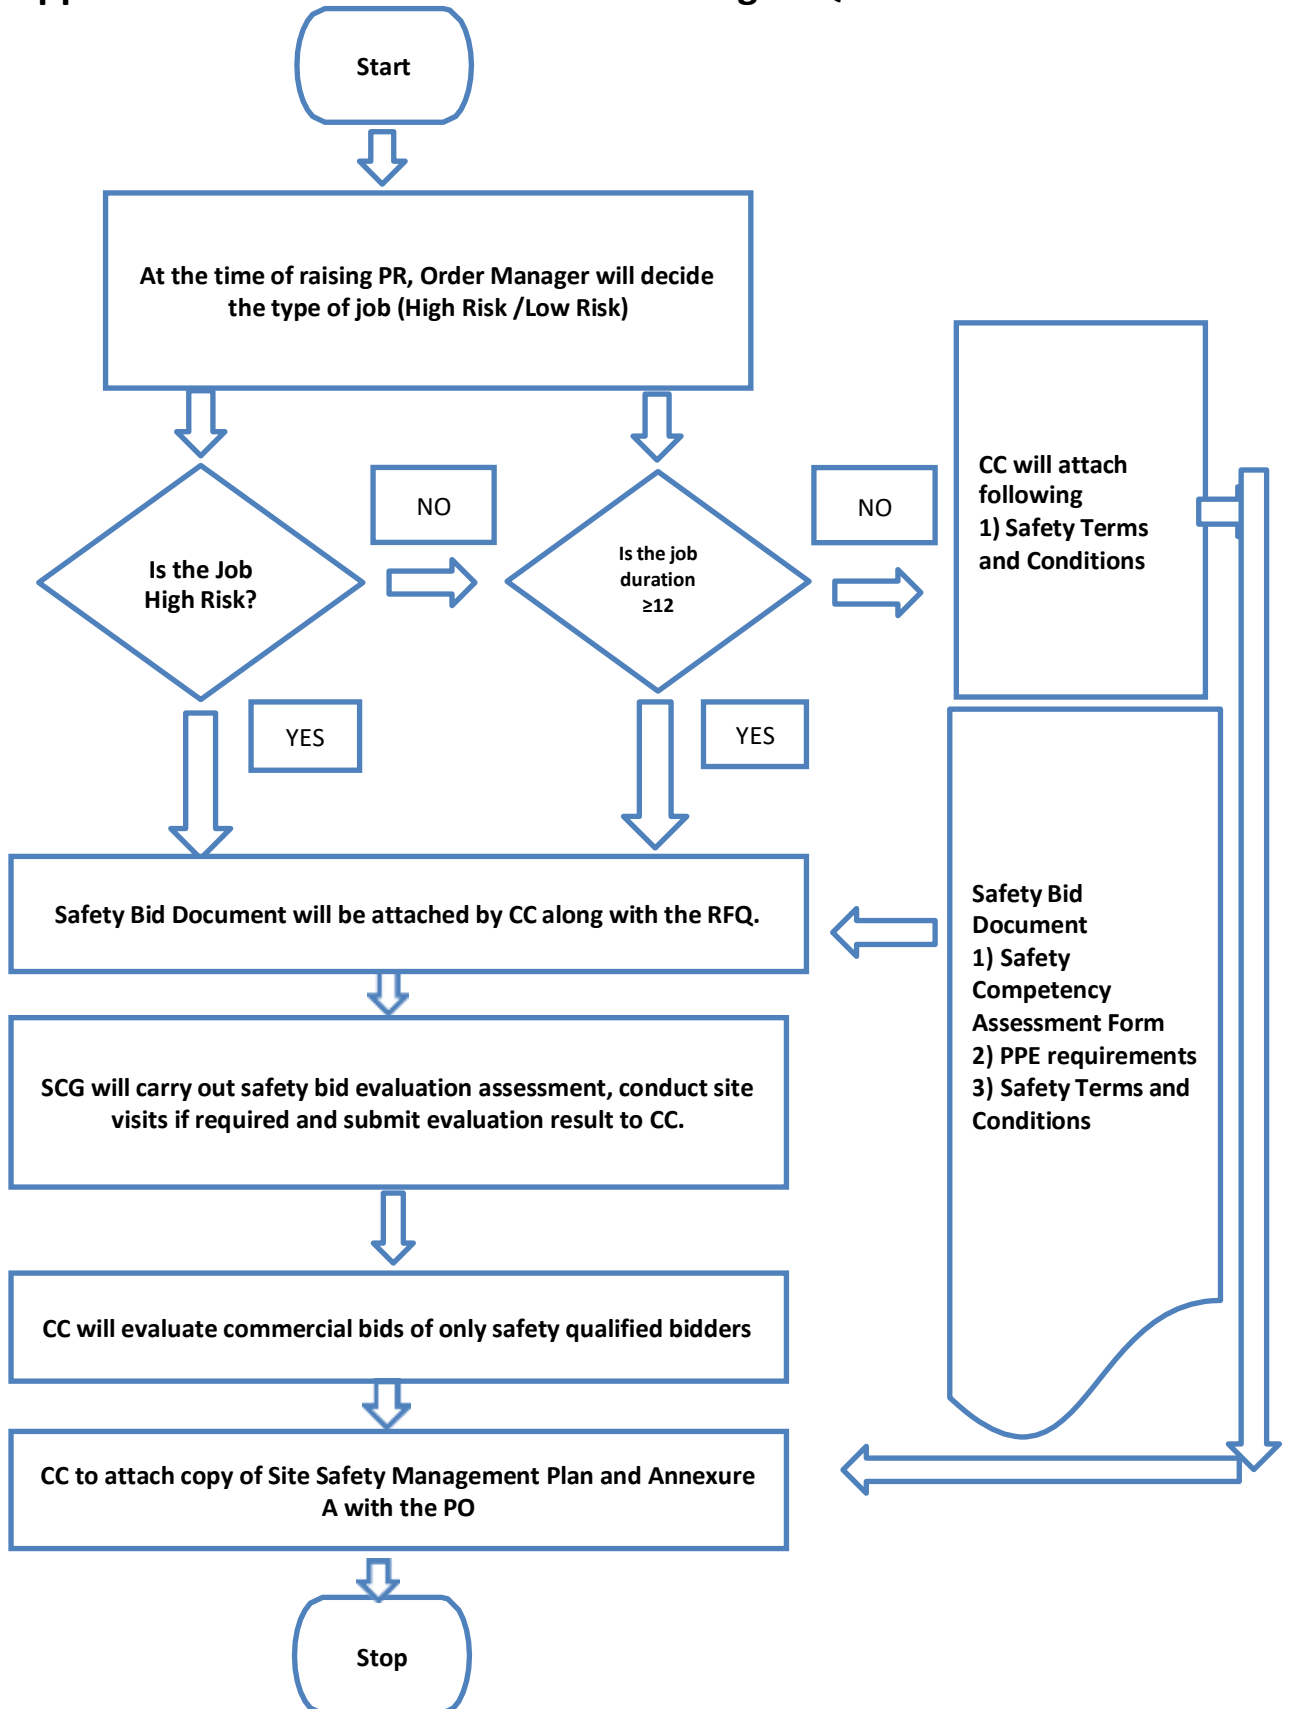 Start
At the time of raising PR, Order Manager will decide
the type of job (High Risk /Low Risk)
Is the Job
High Risk?
NO
Is the job
duration
≥12
NO
CC will attach
following
1) Safety Terms
and Conditions
YES
YES
Safety Bid Document will be attached by CC along with the RFQ.
Safety Bid
Document
1) Safety
Competency
Assessment Form
2) PPE requirements
3) Safety Terms and
Conditions
SCG will carry out safety bid evaluation assessment, conduct site
visits if required and submit evaluation result to CC.
CC will evaluate commercial bids of only safety qualified bidders
CC to attach copy of Site Safety Management Plan and Annexure
A with the PO
Stop